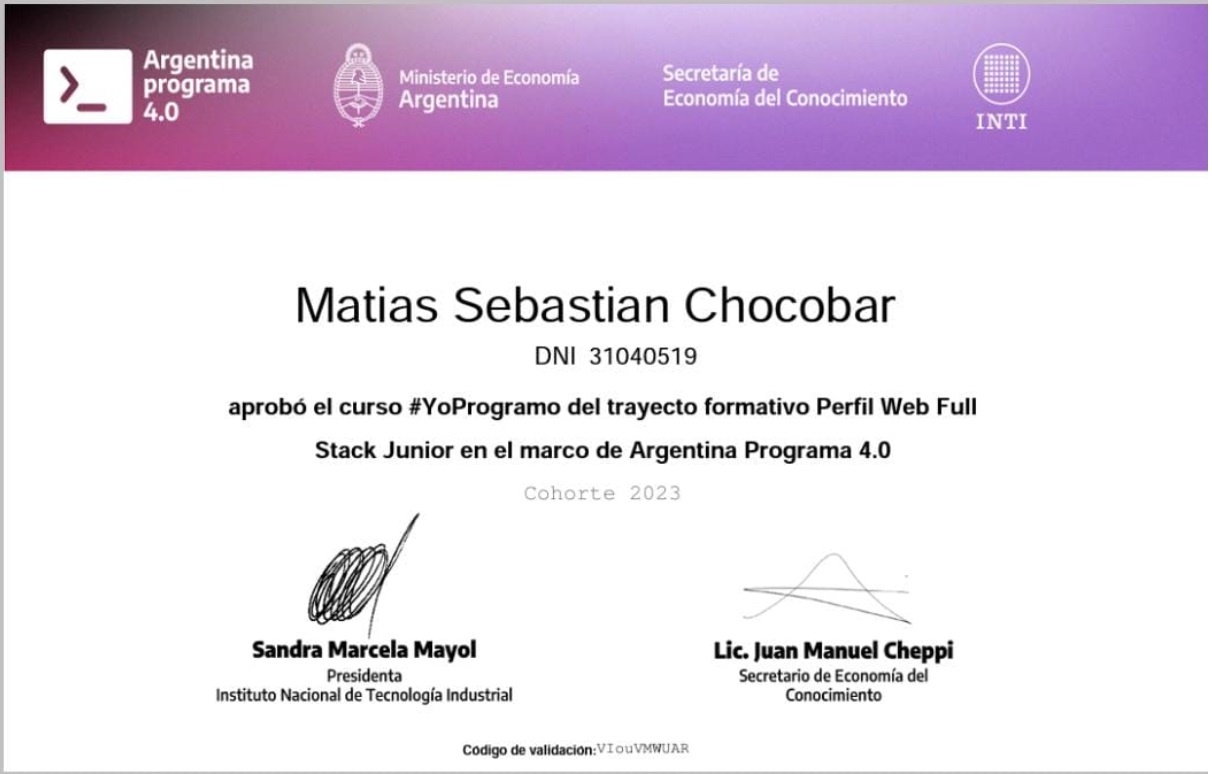 Argentina
programa
4.0
Ministerio de Economía
Argentina
Secretaría de
Economía del Conocimiento
INTI
Matias Sebastian Chocobar
DNI 31040519
aprobó el curso #YoProgramo del trayecto formativo Perfil Web Full
Stack Junior en el marco de Argentina Programa 4.0
Cohorte 2023
Sandra Marcela Mayol
Presidenta
Instituto Nacional de Tecnología Industrial
Lic. Juan Manuel Cheppi
Secretario de Economía del
Conocimiento
Código de validación:VIouVMWUAR